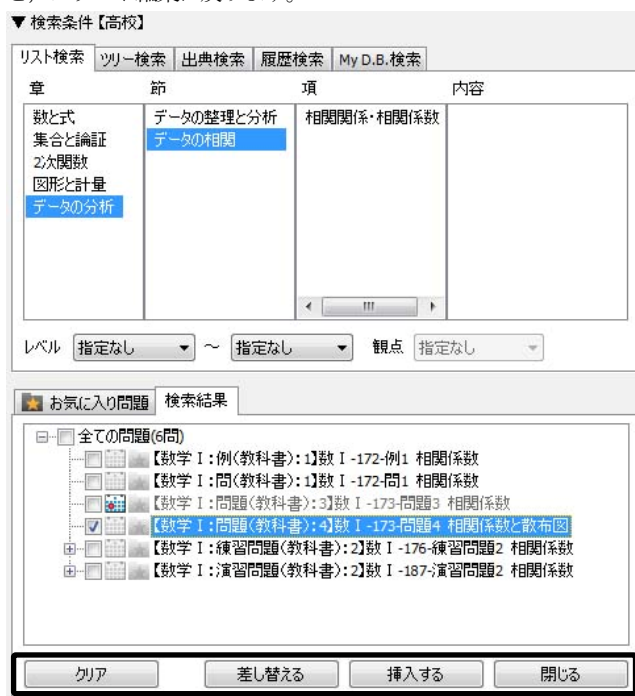 ▼ 検索条件【高校】
リスト検索 ツリー検索 出典検索 履歴検索 My D.B.検索
章 節 項 内容
数と式 データの整理と分析 相関関係・相関係数
集合と論証 データの相関
2次関数
図形と計量
データの分析
レベル 指定なし ～ 指定なし 観点 指定なし
お気に入り問題 検索結果
全ての問題(6問)
【数学Ⅰ:例(教科書):1】数Ⅰ-172-例1 相関係数
【数学Ⅰ:問(教科書):1】数Ⅰ-172-問1 相関係数
【数学Ⅰ:問題(教科書):3】数Ⅰ-173-問題3 相関係数
【数学Ⅰ:問題(教科書):4】数Ⅰ-173-問題4 相関係数と散布図
【数学Ⅰ:練習問題(教科書):2】数Ⅰ-176-練習問題2 相関係数
【数学Ⅰ:演習問題(教科書):2】数Ⅰ-187-演習問題2 相関係数
クリア 差し替える 挿入する 閉じる